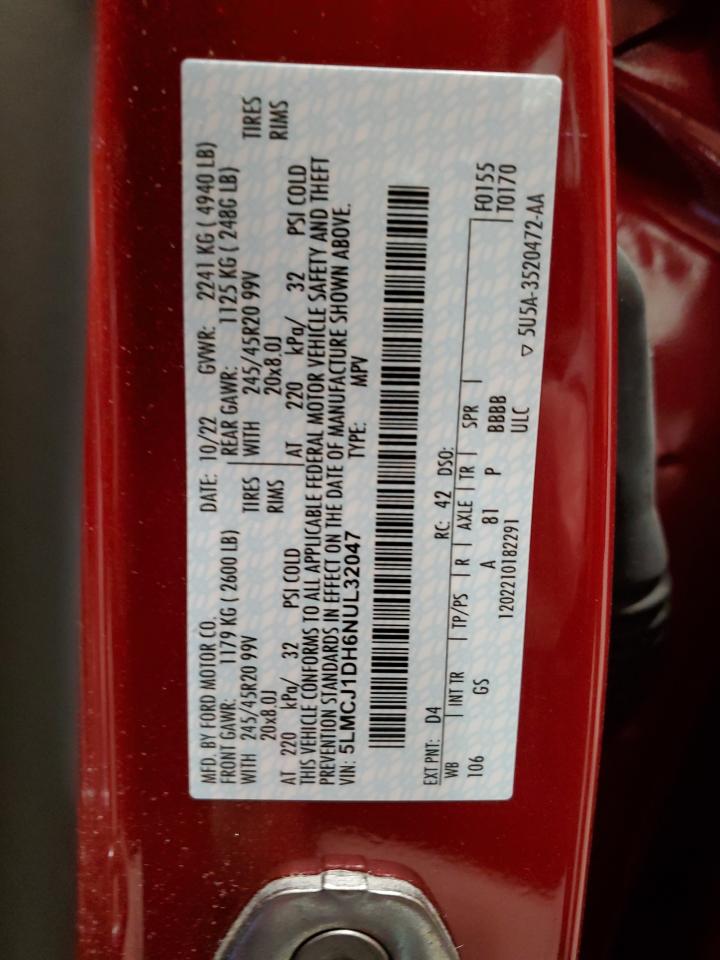 MFD. BY FORD MOTOR CO.
DATE: 10/22 GVWR: 2241 KG ( 4940 LB)
FRONT GAWR: 1179 KG ( 2600 LB)
REAR GAWR: 1125 KG ( 2480 LB)
WITH 245/45R20 99V TIRES
WITH 245/45R20 99V TIRES
20x8.0J RIMS
20x8.0J RIMS
AT 220 kPa/ 32 PSI COLD
AT 220 kPa/ 32 PSI COLD
THIS VEHICLE CONFORMS TO ALL APPLICABLE FEDERAL MOTOR VEHICLE SAFETY AND THEFT
PREVENTION STANDARDS IN EFFECT ON THE DATE OF MANUFACTURE SHOWN ABOVE.
VIN: 5LMCJ1DH6NUL32047 TYPE: MPV
EXT PNT: D4 RC: 42 DSO:
WB INT TR TP/PS R AXLE TR SPR
106 GS A 81 P BBBB
F0155
T0170
1202210182291 ULC
▽ 5U5A-3520472-AA